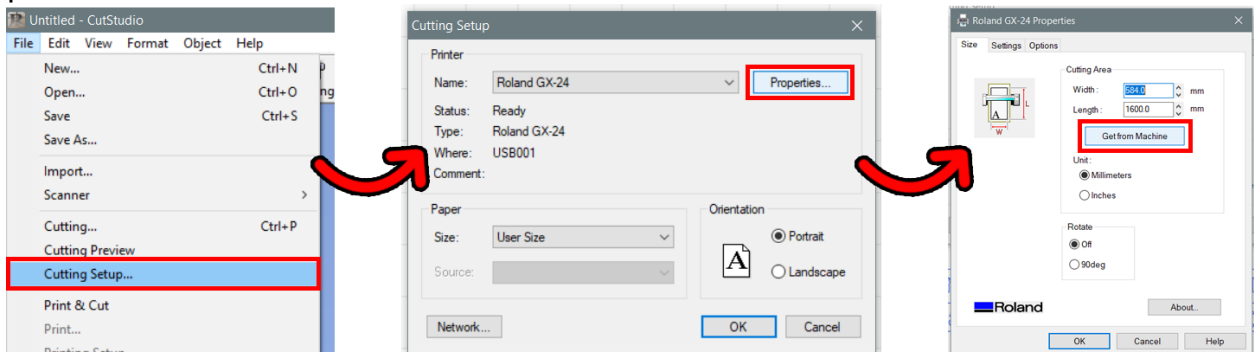 Untitled - CutStudio
File Edit View Format Object Help
New... Ctrl+N
Open... Ctrl+O
Save Ctrl+S
Save As...
Import...
Scanner >
Cutting... Ctrl+P
Cutting Preview
Cutting Setup...
Print & Cut
Print...
Cutting Setup
Printer
Name: Roland GX-24 Properties...
Status: Ready
Type: Roland GX-24
Where: USB001
Comment:
Paper
Size: User Size
Source:
Orientation
Portrait
A
Landscape
Network... OK Cancel
Roland GX-24 Properties
Size Settings Options
Cutting Area
Width: 584.0 mm
Length: 1600.0 mm
Get from Machine
L
A
W
Unit:
Millimeters
Inches
Rotate
Off
90deg
Roland About..
OK Cancel Help